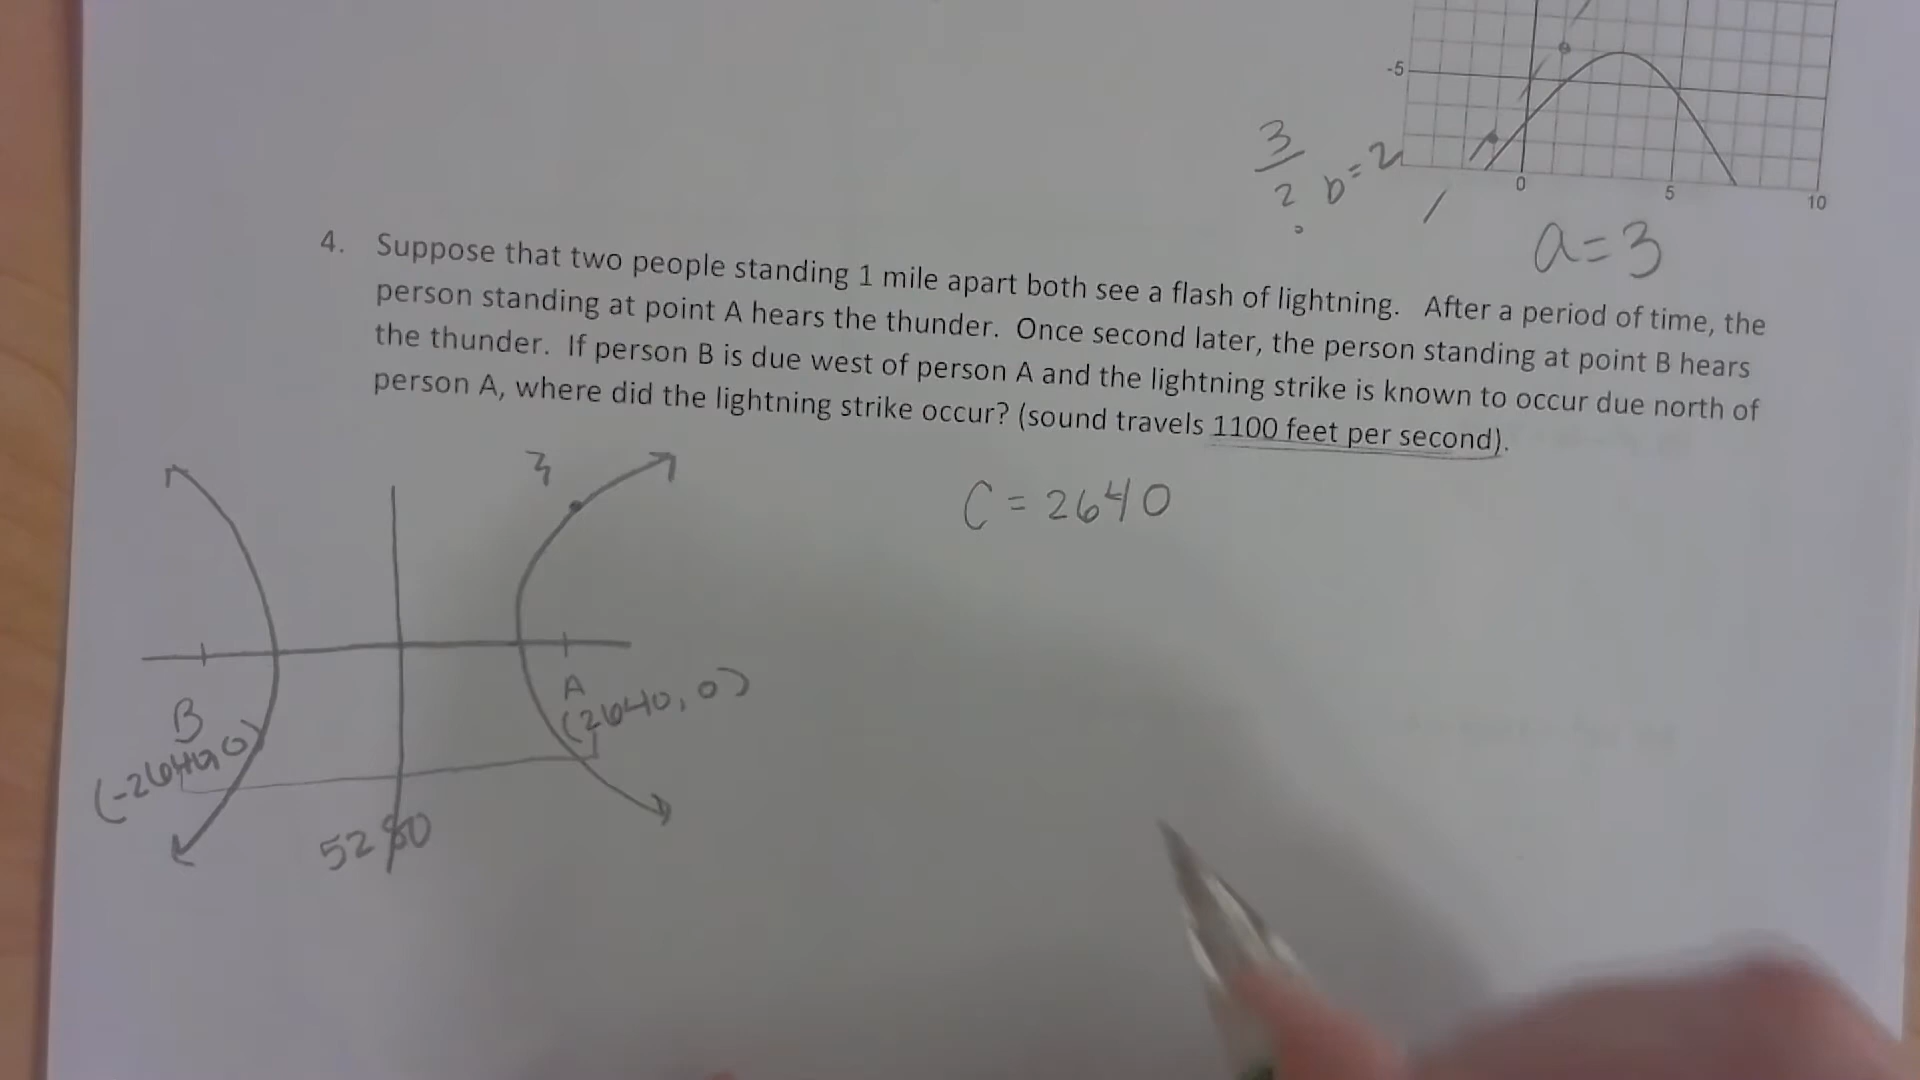 -5
0
5
10
3/2
b=2
a=3
4. Suppose that two people standing 1 mile apart both see a flash of lightning. After a period of time, the
person standing at point A hears the thunder. Once second later, the person standing at point B hears
the thunder. If person B is due west of person A and the lightning strike is known to occur due north of
person A, where did the lightning strike occur? (sound travels 1100 feet per second).
C = 2640
B
(-2640, 0)
A
(2640, 0)
5280